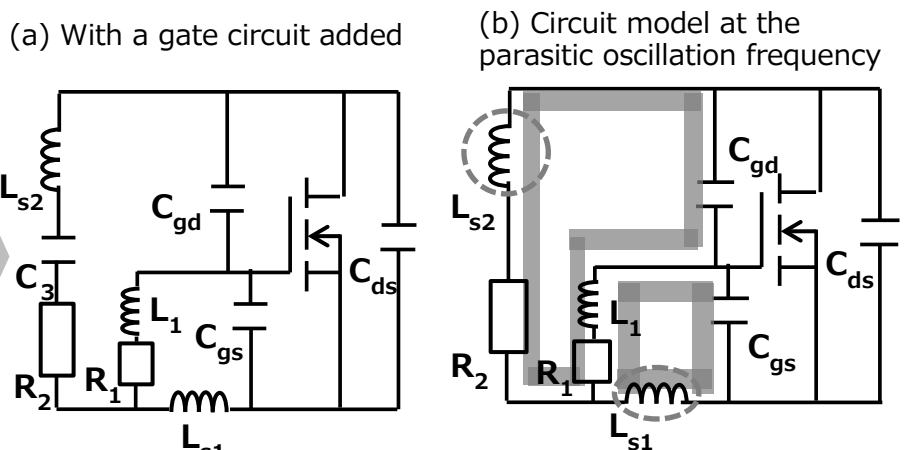 (a) With a gate circuit added
Ls2
Cgd
C3
L1
Cds
Cgs
R2
R1
Ls1
(b) Circuit model at the
parasitic oscillation frequency
Cgd
Ls2
Cds
L1
Cgs
R2
R1
Ls1